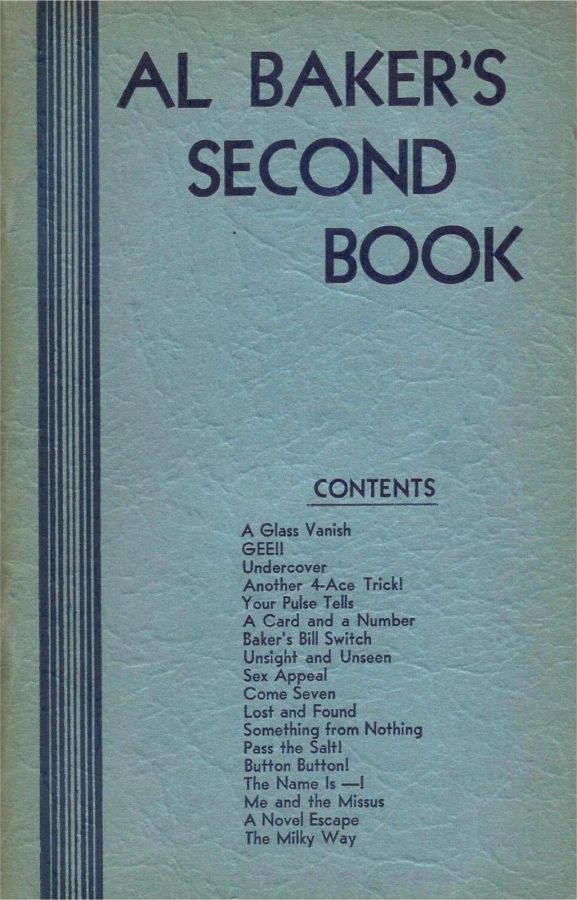 AL BAKER'S
SECOND
BOOK
CONTENTS
A Glass Vanish
GEE!!
Undercover
Another 4-Ace Trick!
Your Pulse Tells
A Card and a Number
Baker's Bill Switch
Unsight and Unseen
Sex Appeal
Come Seven
Lost and Found
Something from Nothing
Pass the Salt!
Button Button!
The Name Is —!
Me and the Missus
A Novel Escape
The Milky Way